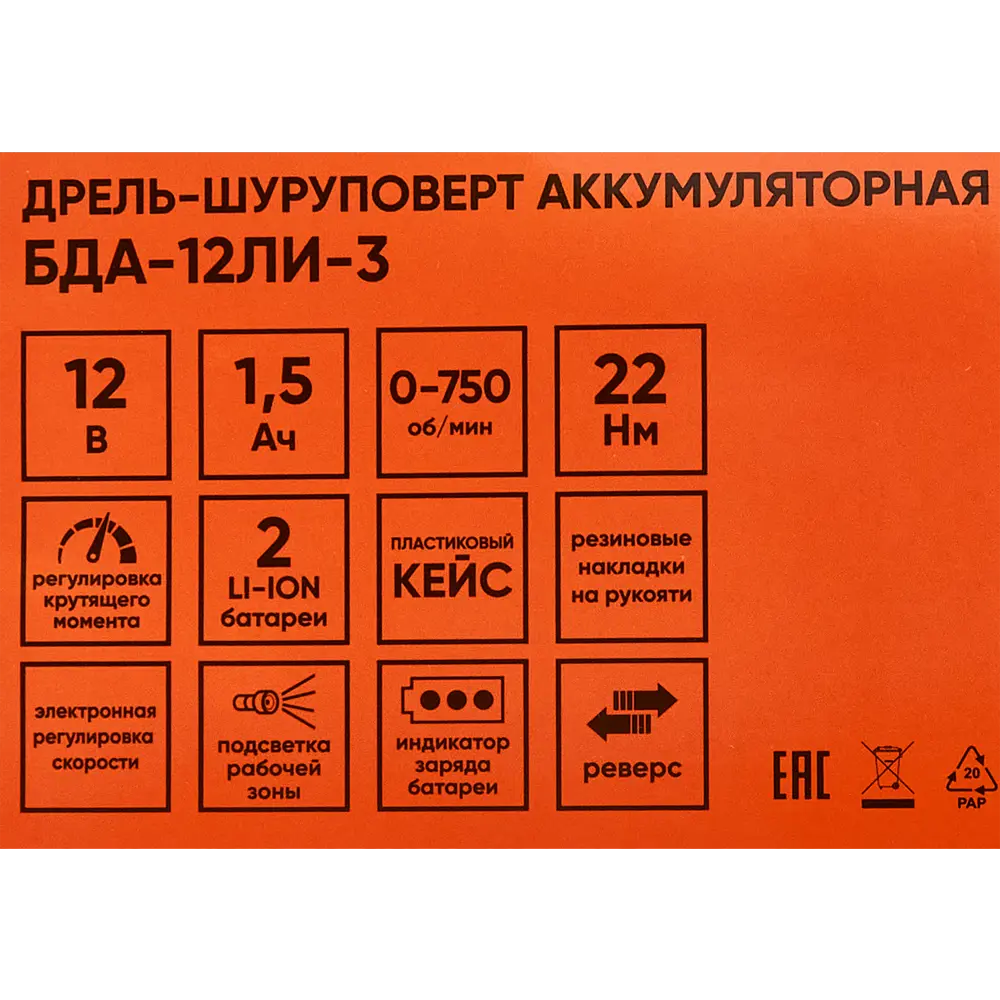 ДРЕЛЬ-ШУРУПОВЕРТ АККУМУЛЯТОРНАЯ
БДА-12ЛИ-3
12
В
1,5
Ач
0-750
об/мин
22
Нм
регулировка
крутящего
момента
2
LI-ION
батареи
ПЛАСТИКОВЫЙ
КЕЙС
резиновые
накладки
на рукояти
электронная
регулировка
скорости
подсветка
рабочей
зоны
индикатор
заряда
батареи
реверс
EAC
20
PAP